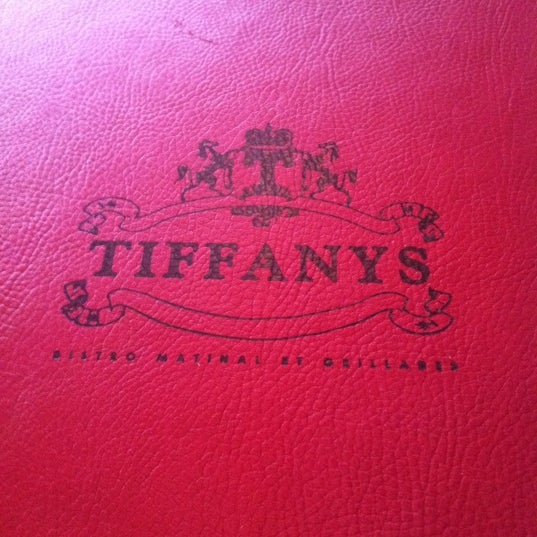 T
TIFFANYS
BISTRO MATINAL ET GRILLADES